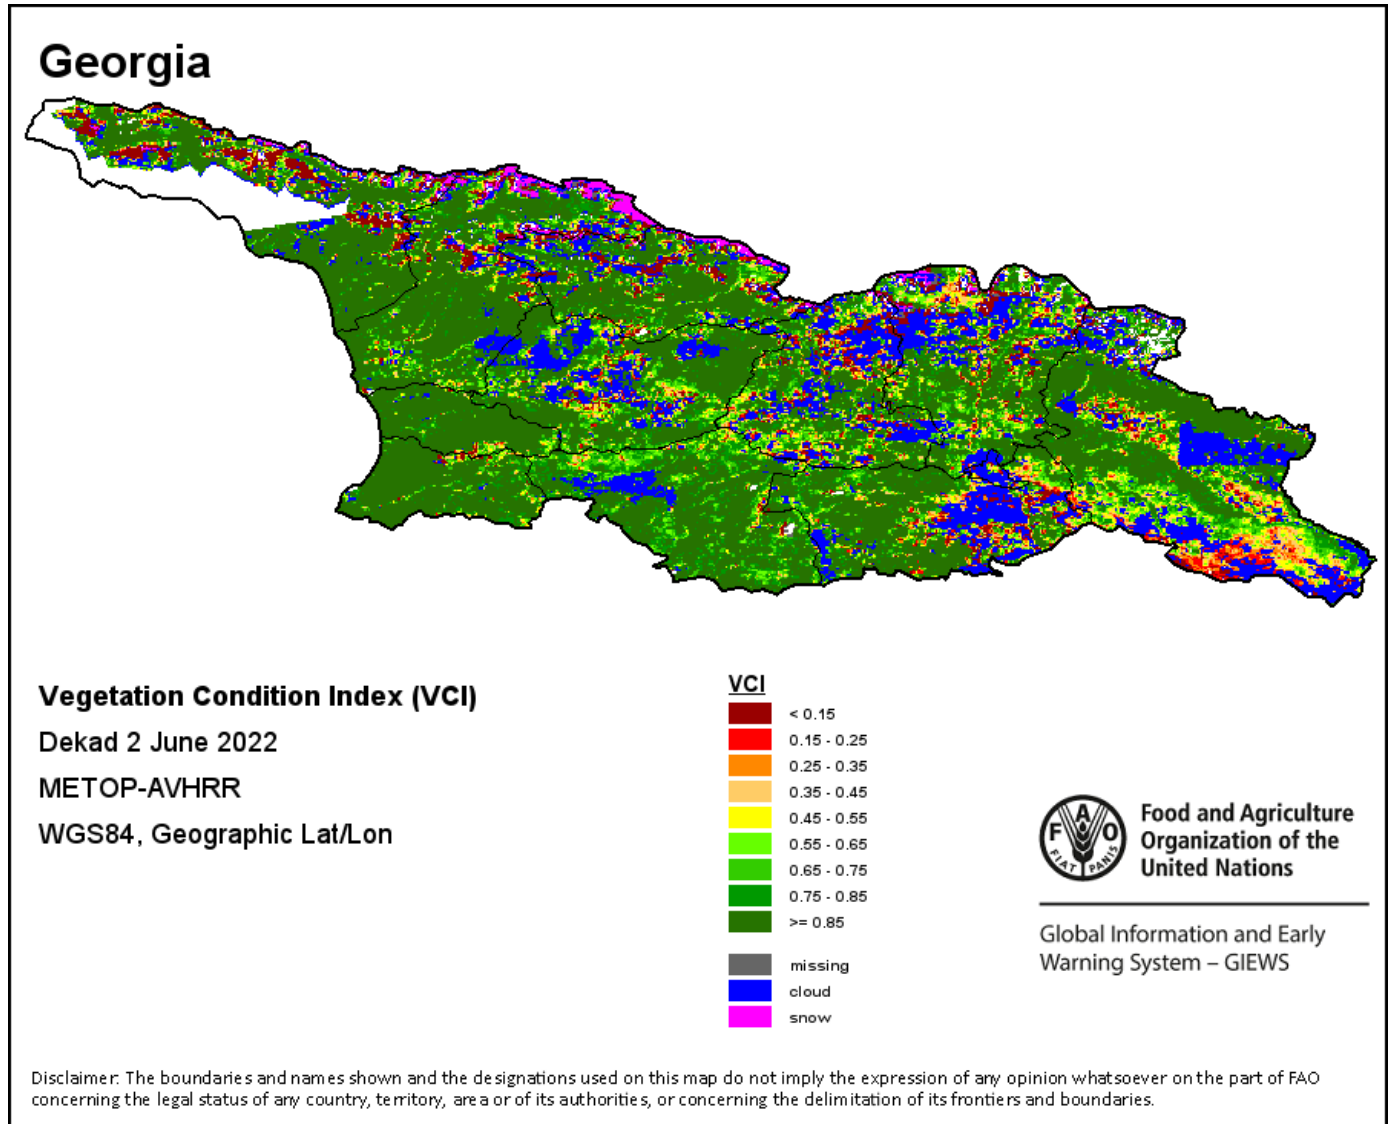 Georgia
Vegetation Condition Index (VCI)
Dekad 2 June 2022
METOP-AVHRR
WGS84, Geographic Lat/Lon
VCI
< 0.15
0.15 - 0.25
0.25 - 0.35
0.35 - 0.45
0.45 - 0.55
0.55 - 0.65
0.65 - 0.75
0.75 - 0.85
>= 0.85
missing
cloud
snow
F A O
FIAT PANIS
Food and Agriculture
Organization of the
United Nations
Global Information and Early
Warning System – GIEWS
Disclaimer: The boundaries and names shown and the designations used on this map do not imply the expression of any opinion whatsoever on the part of FAO
concerning the legal status of any country, territory, area or of its authorities, or concerning the delimitation of its frontiers and boundaries.